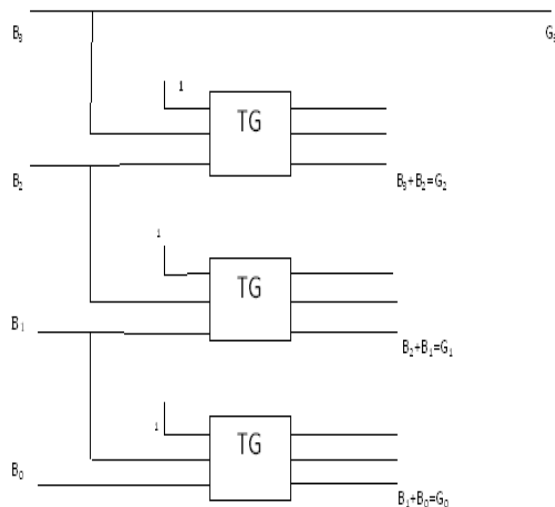 B₃
G₃
1
TG
B₂
B₃+B₂=G₂
1
TG
B₁
B₂+B₁=G₁
1
TG
B₀
B₁+B₀=G₀